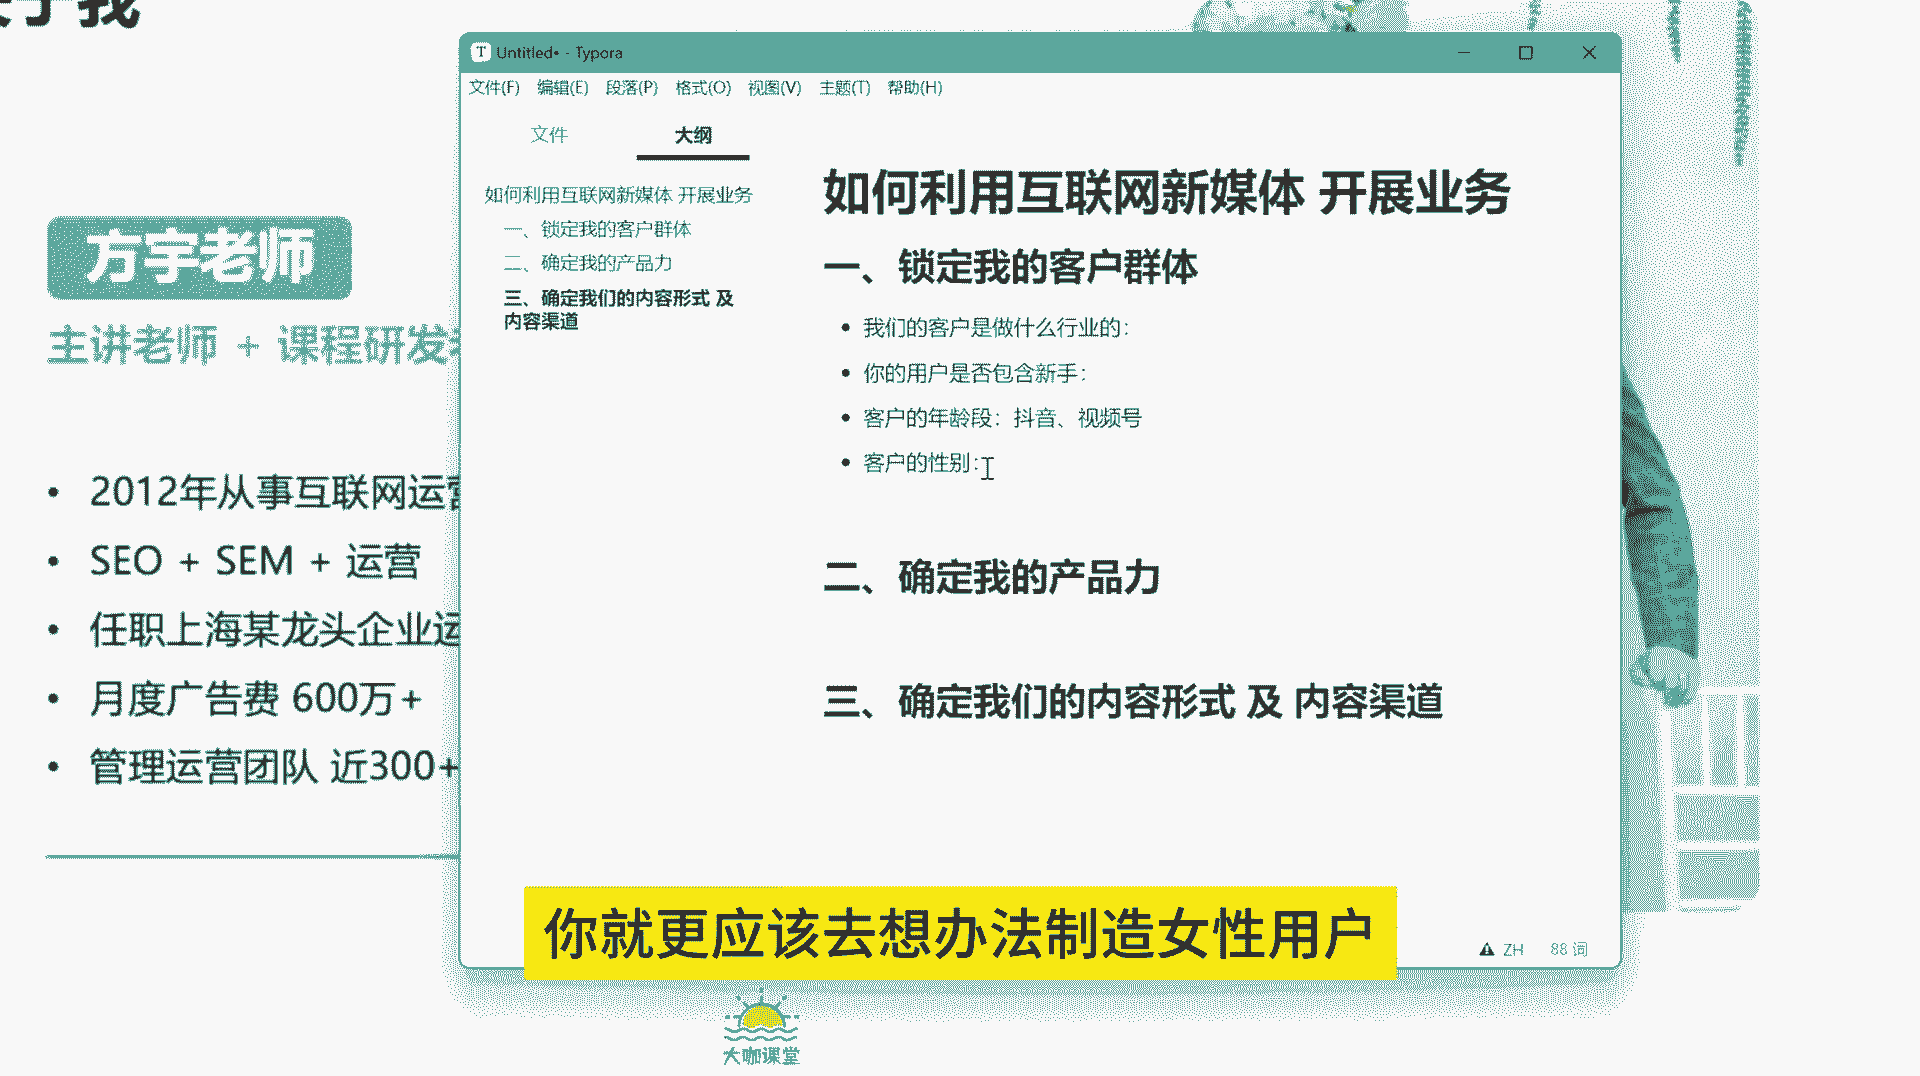 于我
方宇老师
主讲老师 + 课程研发
2012年从事互联网运营
SEO + SEM + 运营
任职上海某龙头企业运
月度广告费 600万+
管理运营团队 近300+
Untitled• - Typora
文件(F) 编辑(E) 段落(P) 格式(O) 视图(V) 主题(T) 帮助(H)
文件 大纲
如何利用互联网新媒体 开展业务
一、锁定我的客户群体
二、确定我的产品力
三、确定我们的内容形式 及
内容渠道
如何利用互联网新媒体 开展业务
一、锁定我的客户群体
我们的客户是做什么行业的：
你的用户是否包含新手：
客户的年龄段：抖音、视频号
客户的性别：
二、确定我的产品力
三、确定我们的内容形式 及 内容渠道
ZH 88 词
你就更应该去想办法制造女性用户
大咖课堂